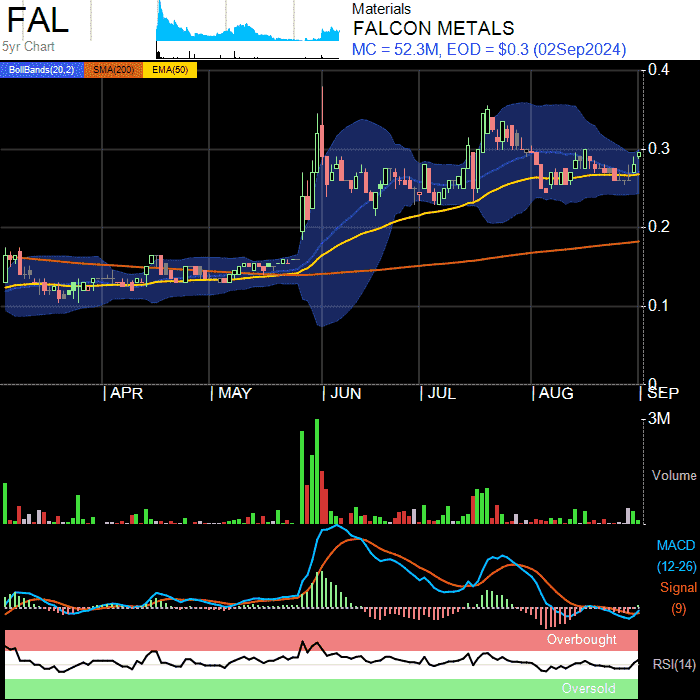 FAL
5yr Chart
Materials
FALCON METALS
MC = 52.3M, EOD = $0.3 (02Sep2024)
BollBands(20,2) SMA(200) EMA(50)
0.4
0.3
0.2
0.1
0
APR MAY JUN JUL AUG SEP
3M
Volume
MACD
(12-26)
Signal
(9)
Overbought
RSI(14)
Oversold